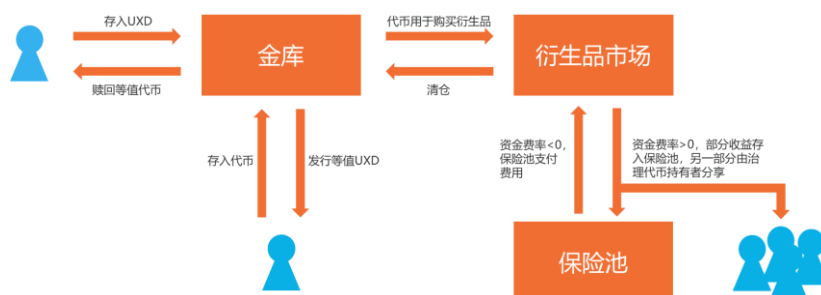 存入UXD
赎回等值代币
金库
代币用于购买衍生品
清仓
衍生品市场
存入代币
发行等值UXD
资金费率<0，
保险池支付
费用
资金费率>0，部分收益存
入保险池，另一部分由治
理代币持有者分享
保险池